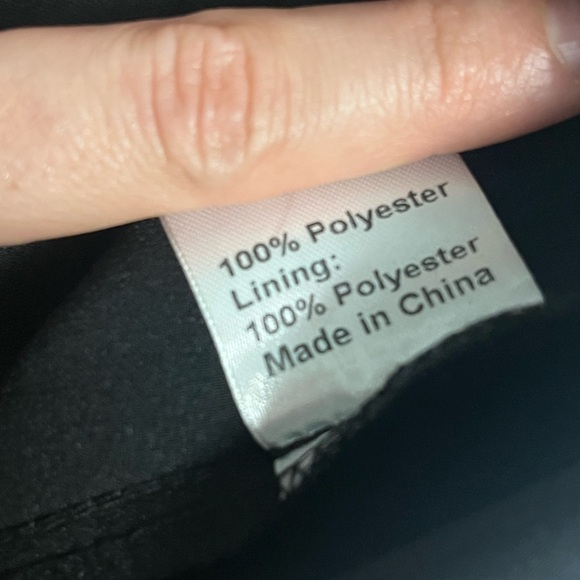 100% Polyester
Lining:
100% Polyester
Made in China